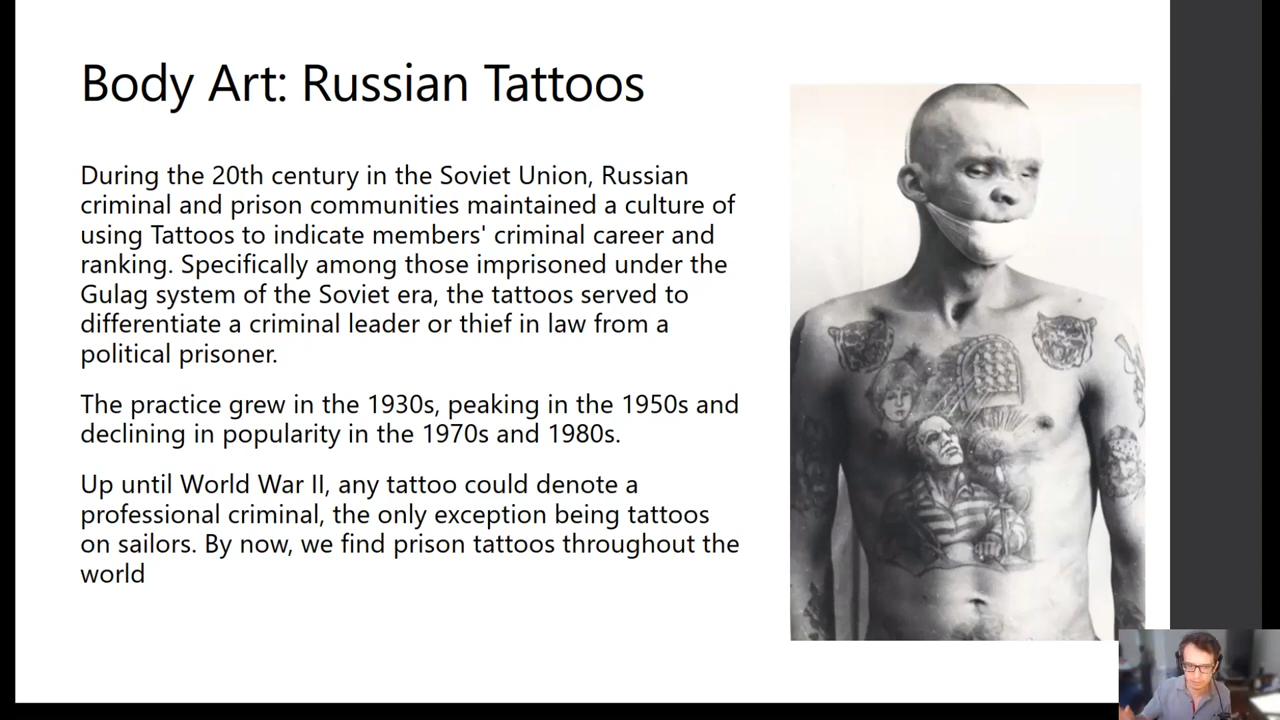 Body Art: Russian Tattoos
During the 20th century in the Soviet Union, Russian
criminal and prison communities maintained a culture of
using Tattoos to indicate members' criminal career and
ranking. Specifically among those imprisoned under the
Gulag system of the Soviet era, the tattoos served to
differentiate a criminal leader or thief in law from a
political prisoner.
The practice grew in the 1930s, peaking in the 1950s and
declining in popularity in the 1970s and 1980s.
Up until World War II, any tattoo could denote a
professional criminal, the only exception being tattoos
on sailors. By now, we find prison tattoos throughout the
world